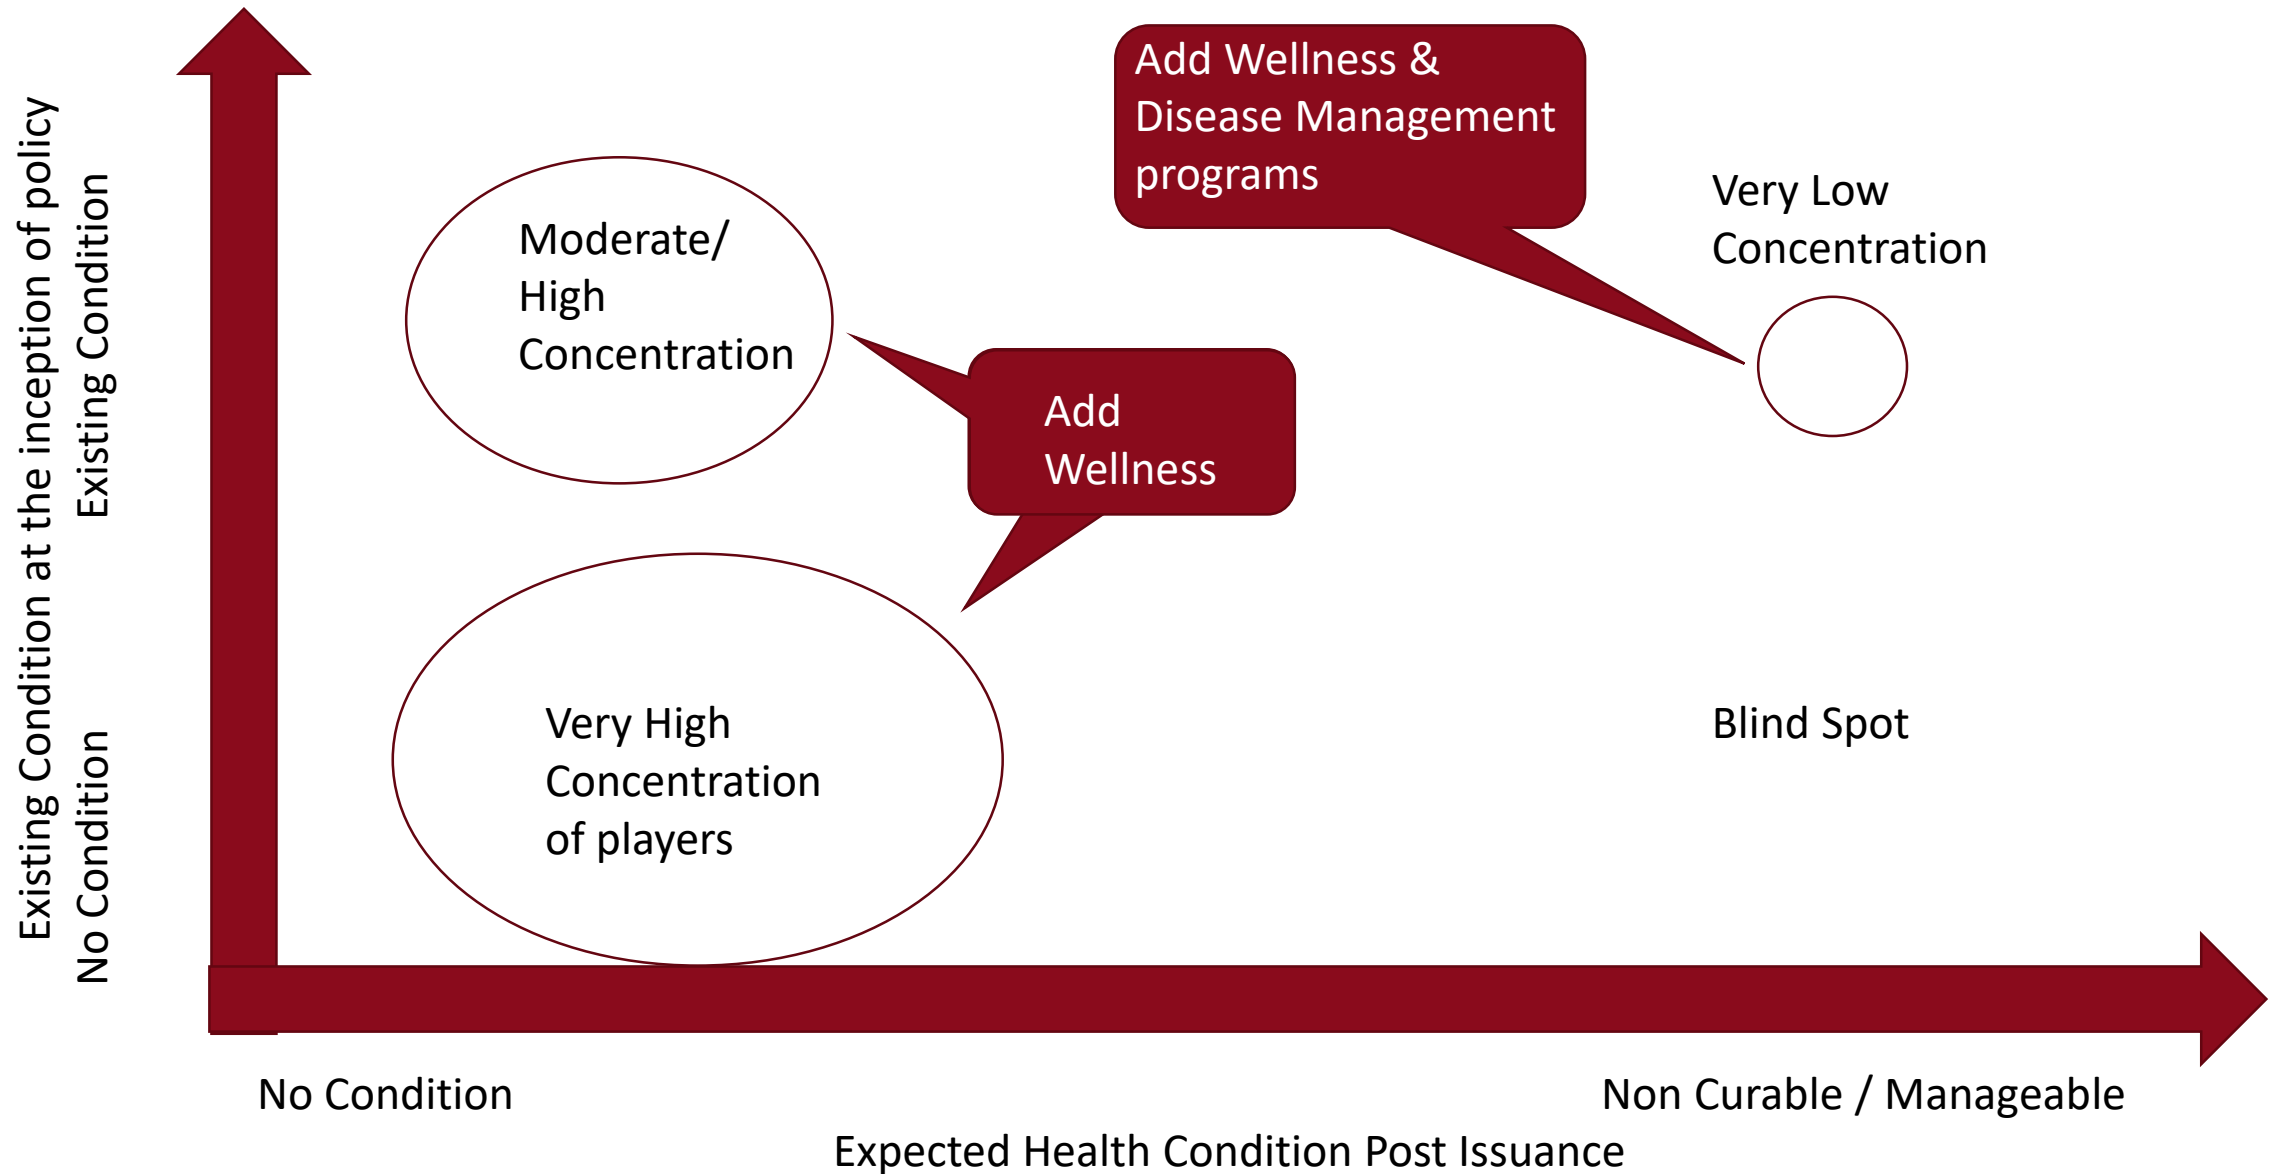 Existing Condition at the inception of policy
Existing Condition
No Condition
Add Wellness &
Disease Management
programs
Very Low
Concentration
Moderate/
High
Concentration
Add
Wellness
Very High
Concentration
of players
Blind Spot
No Condition
Non Curable / Manageable
Expected Health Condition Post Issuance